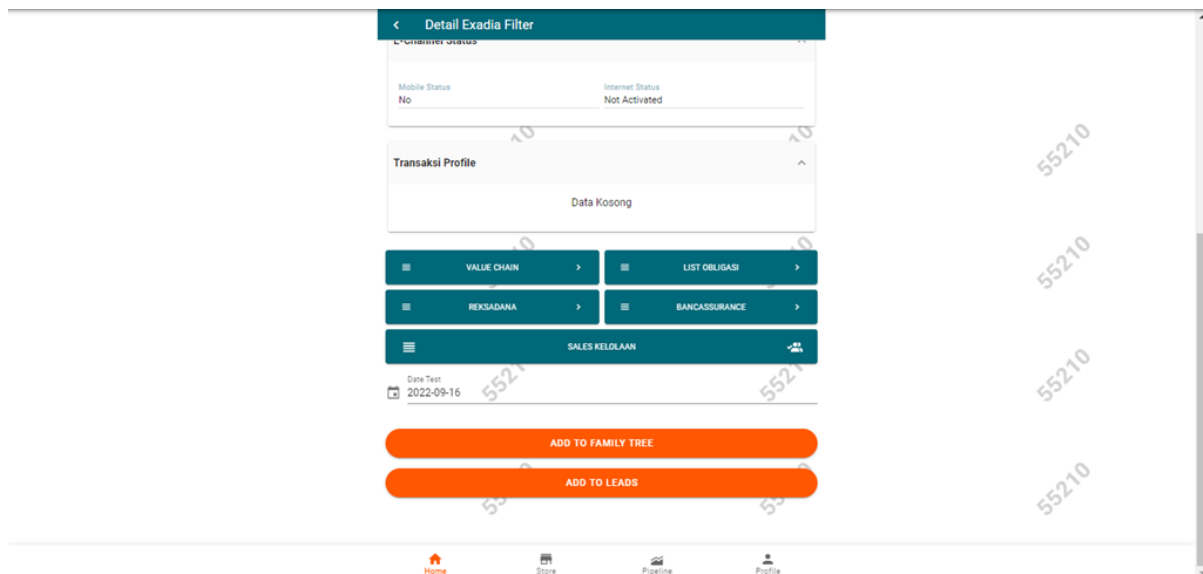 Detail Exadia Filter
E-Channel Status
Mobile Status
Internet Status
No
Not Activated
Transaksi Profile
Data Kosong
VALUE CHAIN
LIST OBLIGASI
REKSADANA
BANCASSURANCE
SALES KELOLAAN
Date Test
2022-09-16
ADD TO FAMILY TREE
ADD TO LEADS
Home
Store
Pipeline
Profile
55210
55210
55210
55210